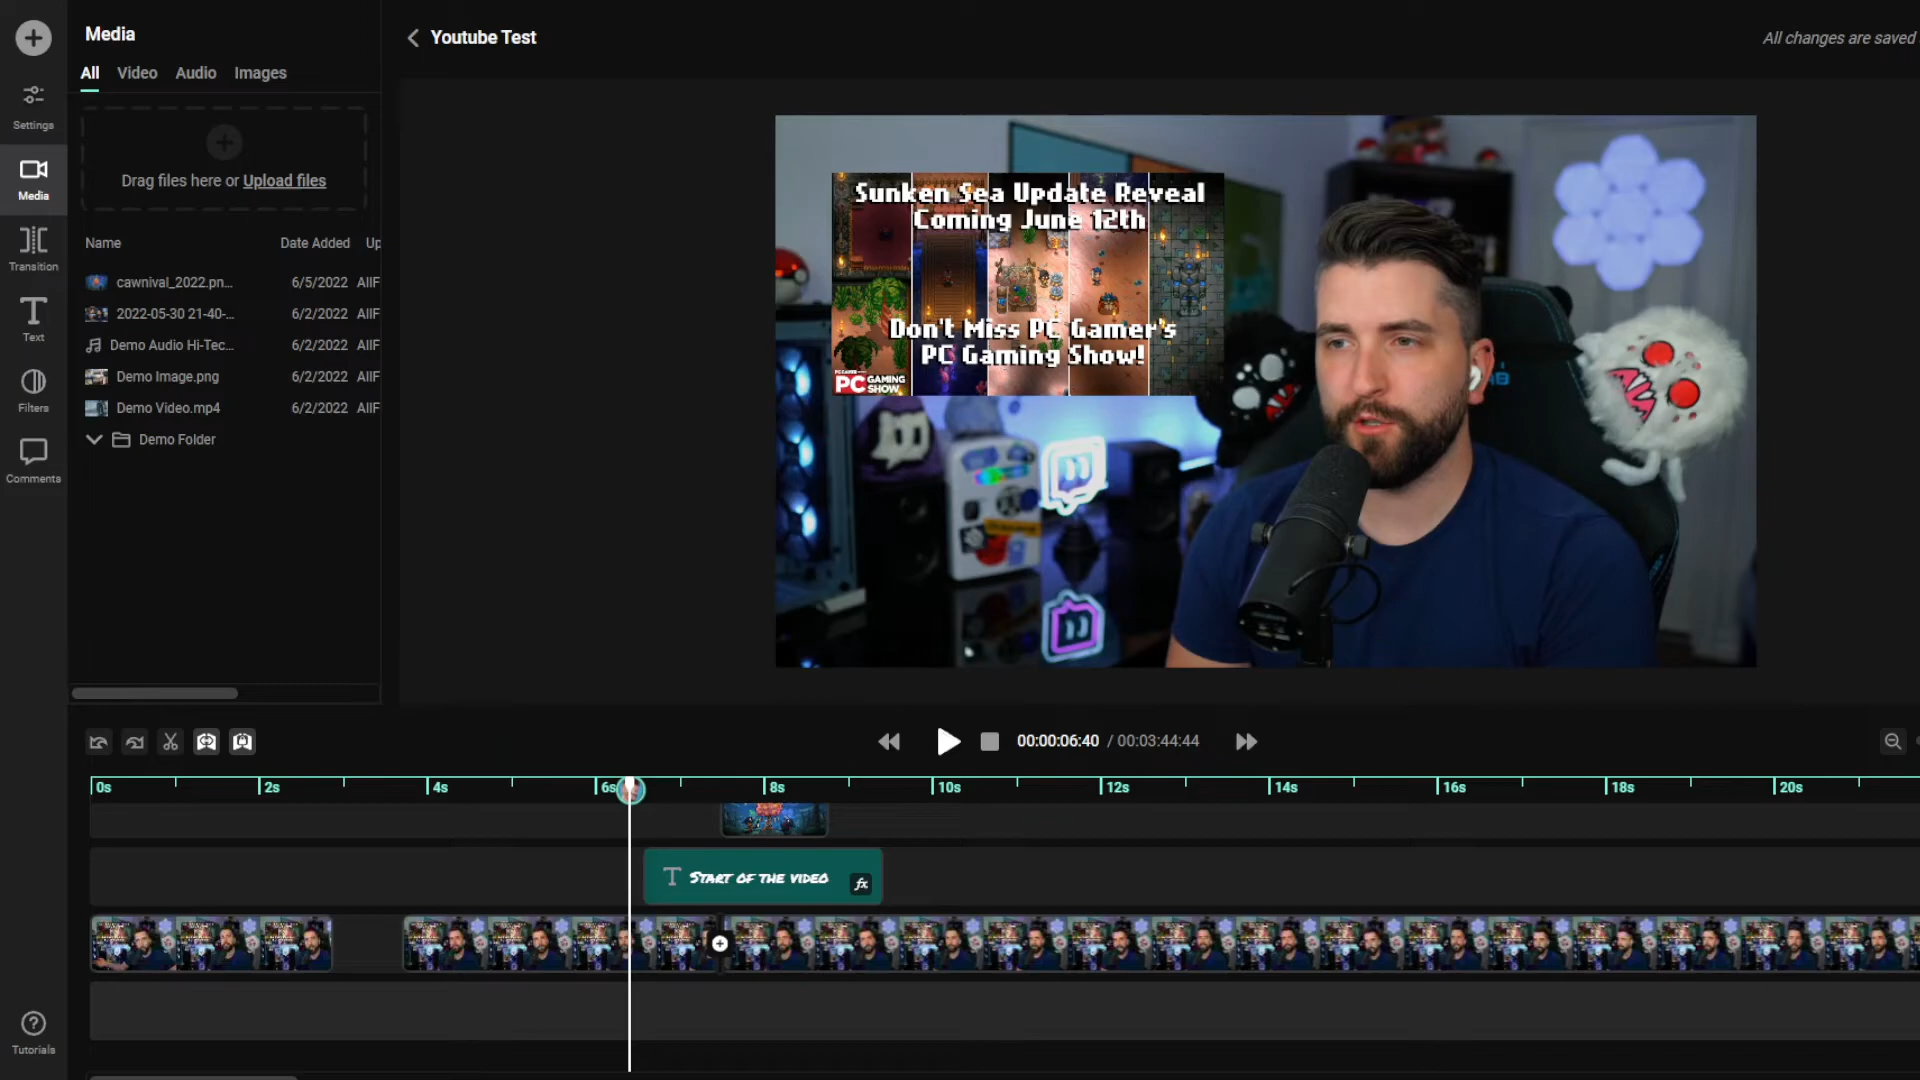 Media
All Video Audio Images
Drag files here or Upload files
Name Date Added Up
cawnival_2022.pn... 6/5/2022 AllF
2022-05-30 21-40-... 6/2/2022 AllF
Demo Audio Hi-Tec... 6/2/2022 AllF
Demo Image.png 6/2/2022 AllF
Demo Video.mp4 6/2/2022 AllF
Demo Folder
Settings
Media
Transition
Text
Filters
Comments
Tutorials
Youtube Test
All changes are saved
Sunken Sea Update Reveal
Coming June 12th
Don't Miss PC Gamer's
PC Gaming Show!
PC GAMING
SHOW
00:00:06:40 / 00:03:44:44
0s 2s 4s 6s 8s 10s 12s 14s 16s 18s 20s
START OF THE VIDEO fx